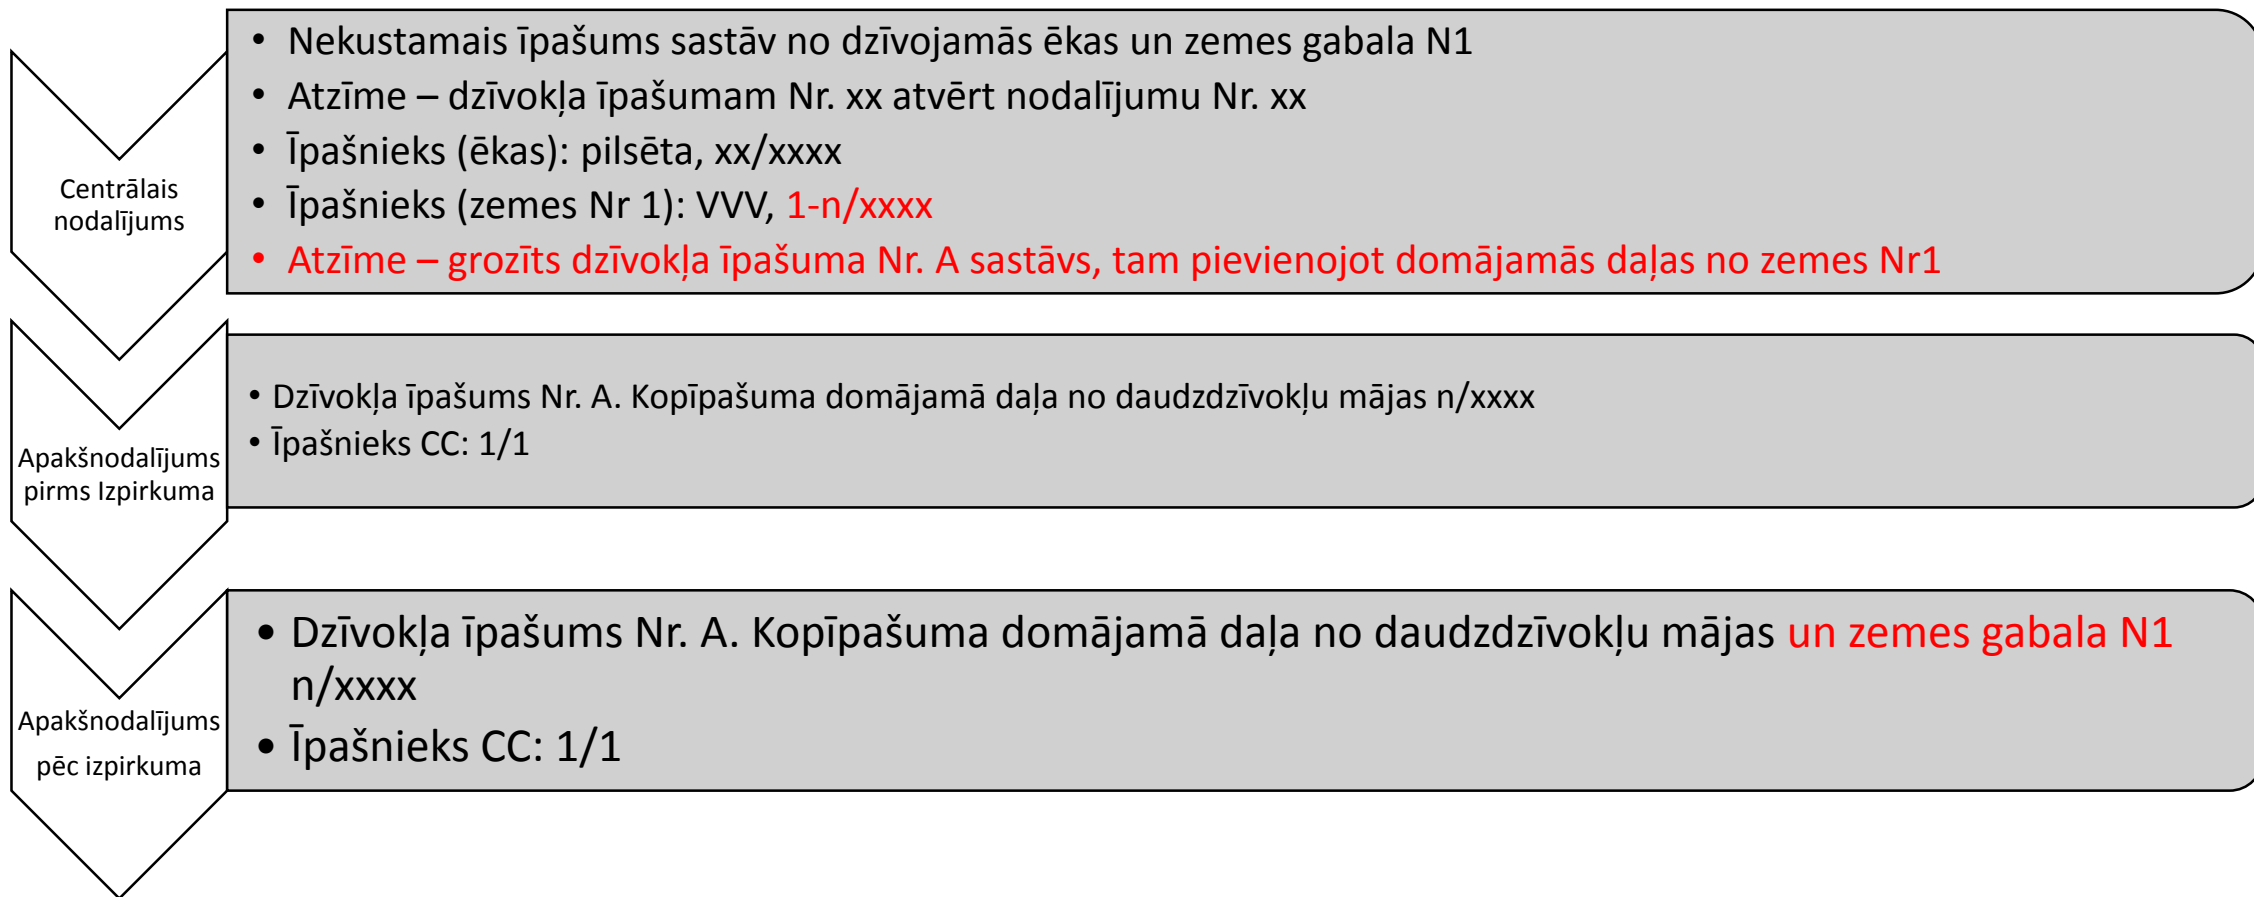 Centrālais
nodalījums
• Nekustamais īpašums sastāv no dzīvojamās ēkas un zemes gabala N1
• Atzīme – dzīvokļa īpašumam Nr. xx atvērt nodalījumu Nr. xx
• Īpašnieks (ēkas): pilsēta, xx/xxxx
• Īpašnieks (zemes Nr 1): VVV, 1-n/xxxx
• Atzīme – grozīts dzīvokļa īpašuma Nr. A sastāvs, tam pievienojot domājamās daļas no zemes Nr1
Apakšnodalījums
pirms Izpirkuma
• Dzīvokļa īpašums Nr. A. Kopīpašuma domājamā daļa no daudzdzīvokļu mājas n/xxxx
• Īpašnieks CC: 1/1
Apakšnodalījums
pēc izpirkuma
• Dzīvokļa īpašums Nr. A. Kopīpašuma domājamā daļa no daudzdzīvokļu mājas un zemes gabala N1
n/xxxx
• Īpašnieks CC: 1/1